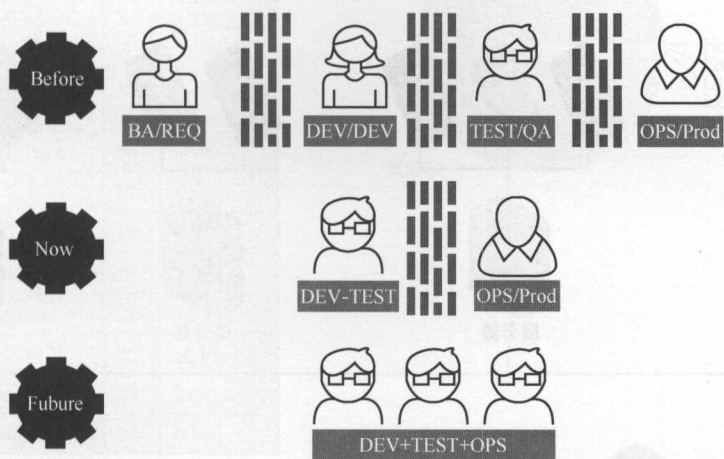 Before
BA/REQ
DEV/DEV
TEST/QA
OPS/Prod
Now
DEV-TEST
OPS/Prod
Fubure
DEV+TEST+OPS